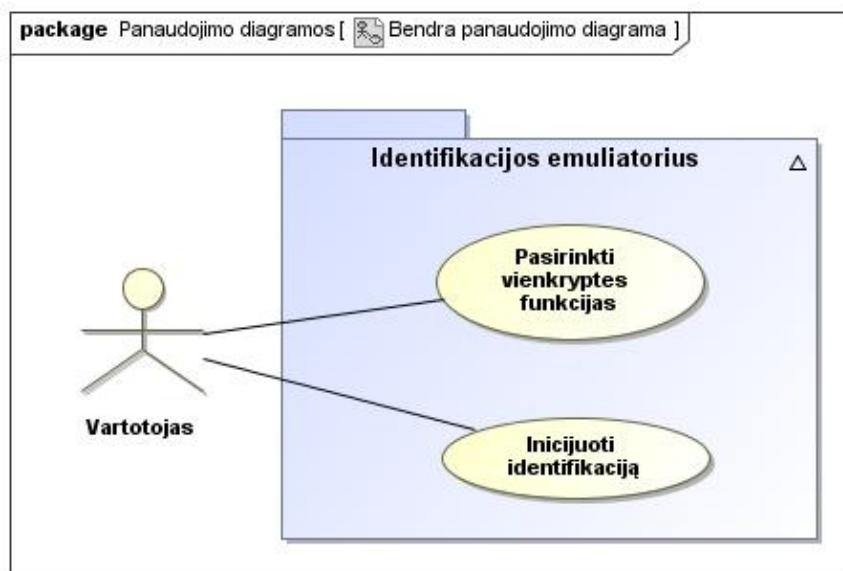 package Panaudojimo diagramos [ Bendra panaudojimo diagrama ]
Identifikacijos emuliatorius
Pasirinkti
vienkryptes
funkcijas
Vartotojas
Inicijuoti
identifikaciją